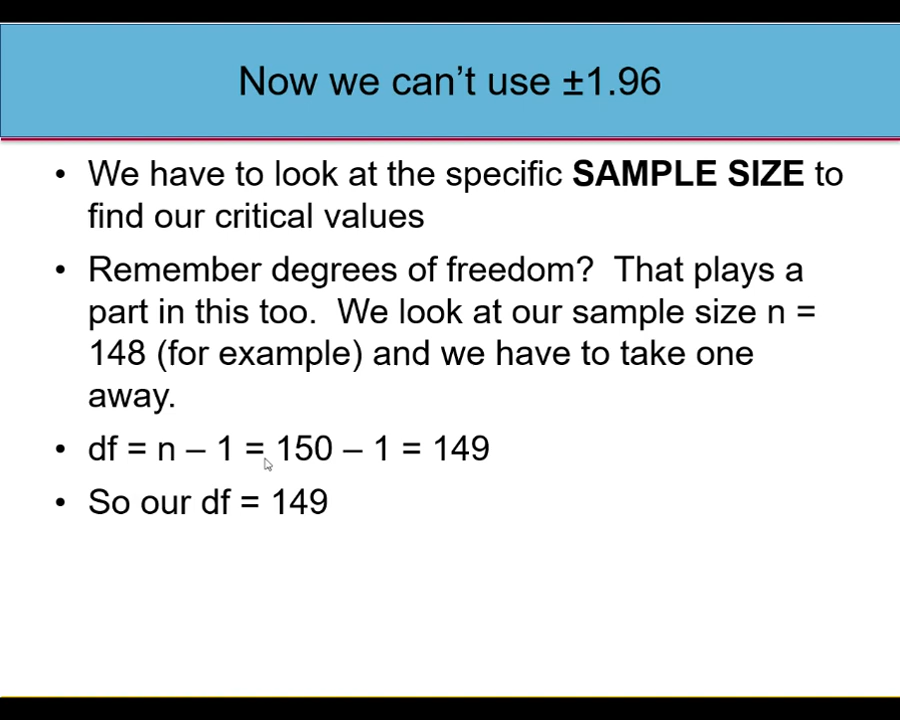 Now we can’t use ±1.96
• We have to look at the specific SAMPLE SIZE to
find our critical values
• Remember degrees of freedom? That plays a
part in this too. We look at our sample size n =
148 (for example) and we have to take one
away.
• df = n – 1 = 150 – 1 = 149
• So our df = 149